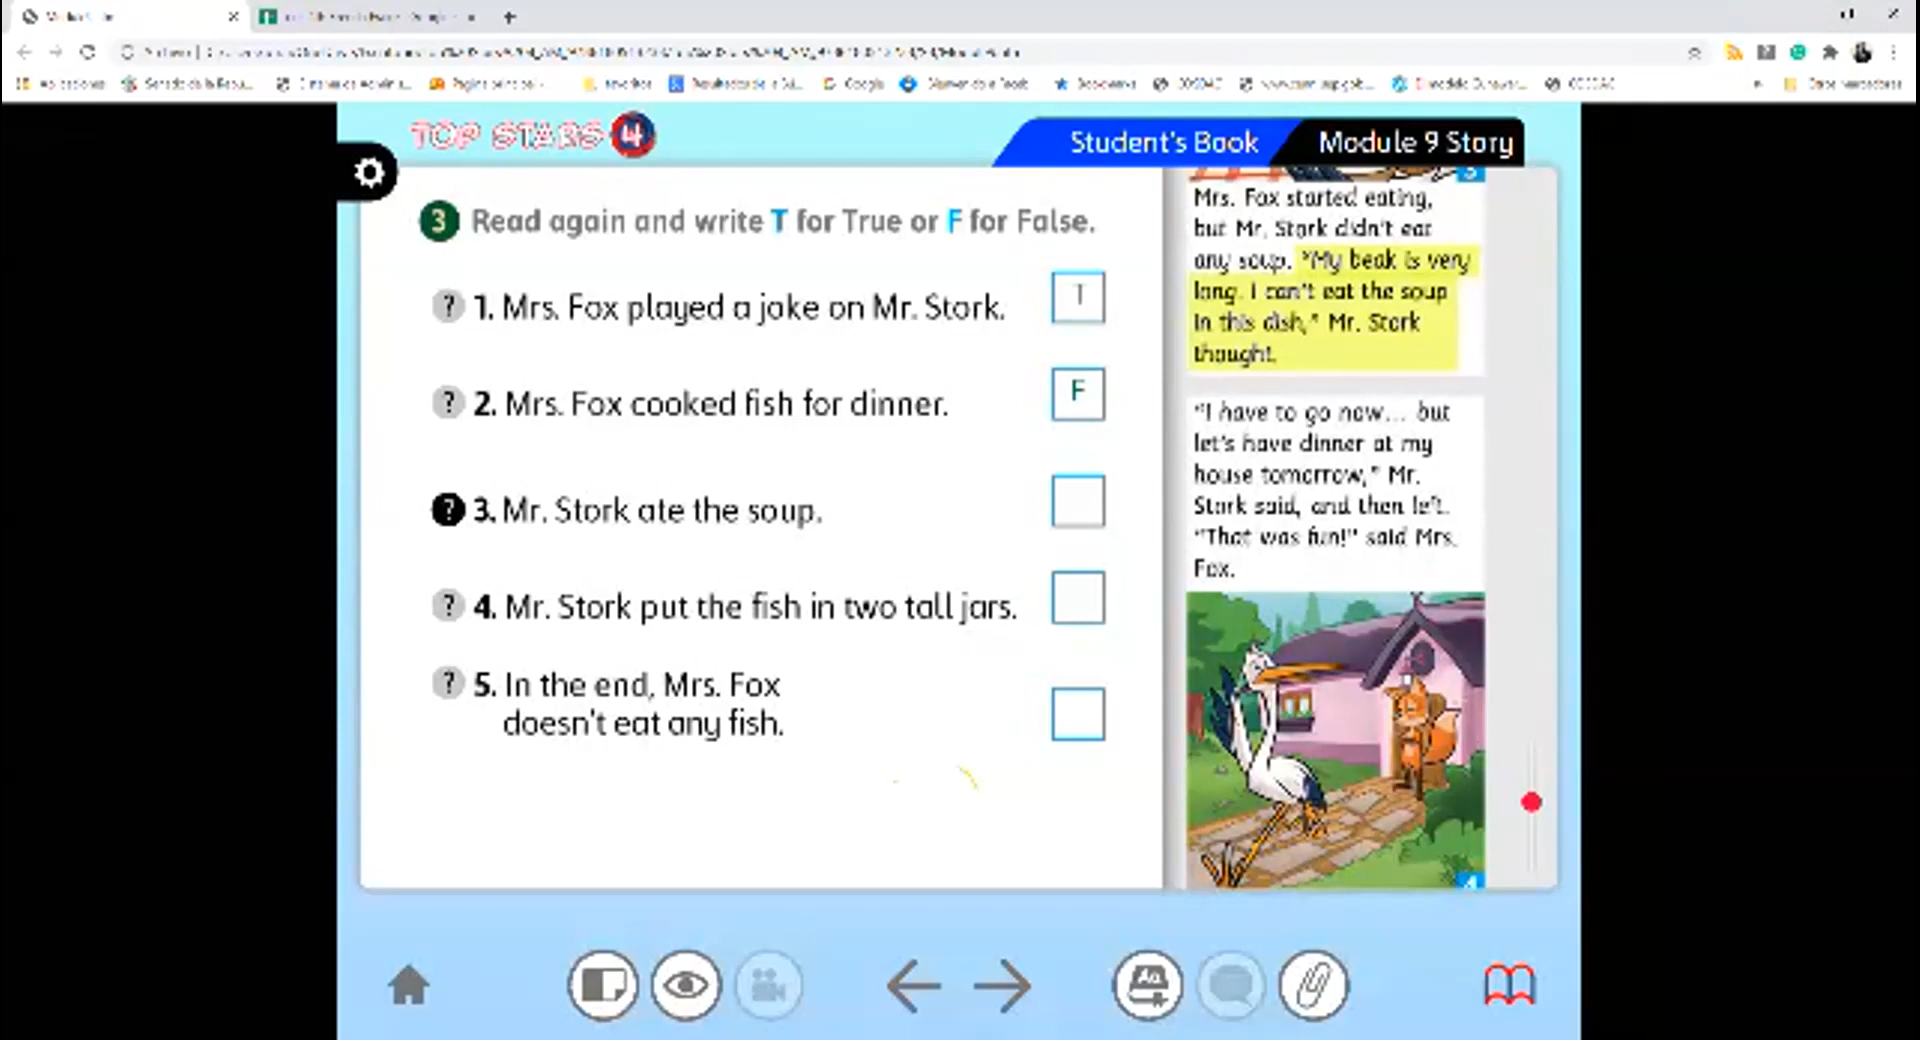 Google
Bookmarks
TOP STARS 4
Student's Book
Module 9 Story
3 Read again and write T for True or F for False.
? 1. Mrs. Fox played a joke on Mr. Stork. T
? 2. Mrs. Fox cooked fish for dinner. F
? 3. Mr. Stork ate the soup.
? 4. Mr. Stork put the fish in two tall jars.
? 5. In the end, Mrs. Fox
doesn't eat any fish.
3
Mrs. Fox started eating,
but Mr. Stork didn't eat
any soup. "My beak is very
long. I can't eat the soup
in this dish," Mr. Stork
thought.
"I have to go now... but
let's have dinner at my
house tomorrow," Mr.
Stork said, and then left.
"That was fun!" said Mrs.
Fox.
4
Aa